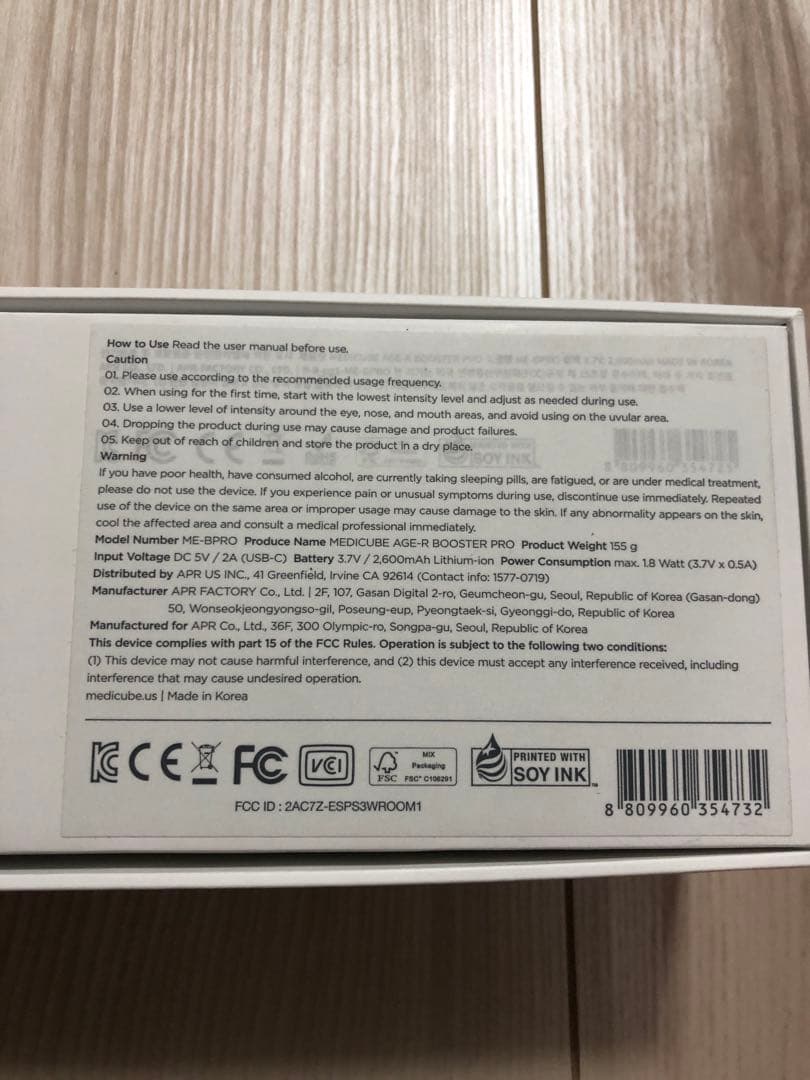 How to Use Read the user manual before use.
Caution
01. Please use according to the recommended usage frequency.
02. When using for the first time, start with the lowest intensity level and adjust as needed during use.
03. Use a lower level of intensity around the eye, nose, and mouth areas, and avoid using on the uvular area.
04. Dropping the product during use may cause damage and product failures.
05. Keep out of reach of children and store the product in a dry place.
Warning
If you have poor health, have consumed alcohol, are currently taking sleeping pills, are fatigued, or are under medical treatment,
please do not use the device. If you experience pain or unusual symptoms during use, discontinue use immediately. Repeated
use of the device on the same area or improper usage may cause damage to the skin. If any abnormality appears on the skin,
cool the affected area and consult a medical professional immediately.
Model Number ME-BPRO Produce Name MEDICUBE AGE-R BOOSTER PRO Product Weight 155 g
Input Voltage DC 5V / 2A (USB-C) Battery 3.7V / 2,600mAh Lithium-ion Power Consumption max. 1.8 Watt (3.7V x 0.5A)
Distributed by APR US INC., 41 Greenfield, Irvine CA 92614 (Contact info: 1577-0719)
Manufacturer APR FACTORY Co., Ltd. | 2F, 107, Gasan Digital 2-ro, Geumcheon-gu, Seoul, Republic of Korea (Gasan-dong)
50, Wonseokjeongyongso-gil, Poseung-eup, Pyeongtaek-si, Gyeonggi-do, Republic of Korea
Manufactured for APR Co., Ltd., 36F, 300 Olympic-ro, Songpa-gu, Seoul, Republic of Korea
This device complies with part 15 of the FCC Rules. Operation is subject to the following two conditions:
(1) This device may not cause harmful interference, and (2) this device must accept any interference received, including
interference that may cause undesired operation.
medicube.us | Made in Korea
KC CE FC VCI
FSC
MIX
Packaging
FSC® C106291
PRINTED WITH
SOY INK™
FCC ID : 2AC7Z-ESPS3WROOM1
8 809960 354732